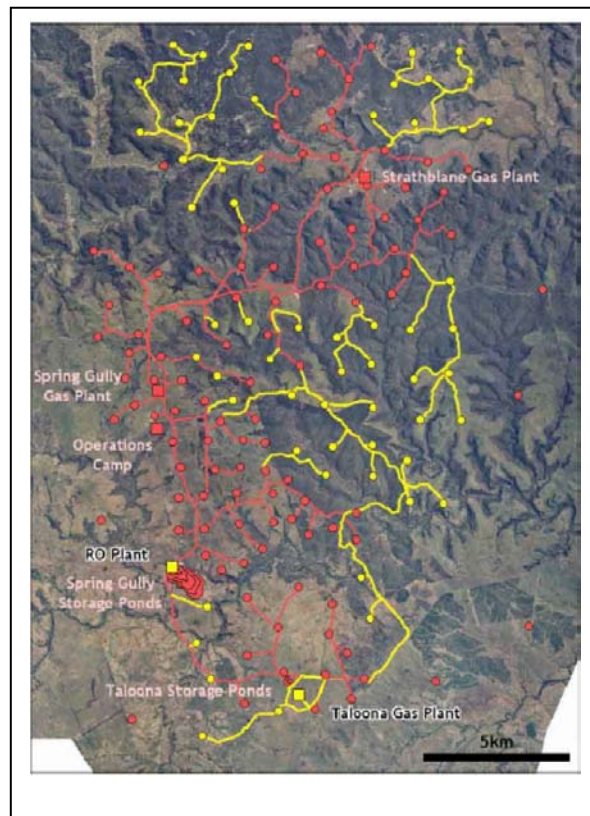 Strathblane Gas Plant
Spring Gully
Gas Plant
Operations
Camp
RO Plant
Spring Gully
Storage Ponds
Taloona Storage Ponds
Taloona Gas Plant
5km